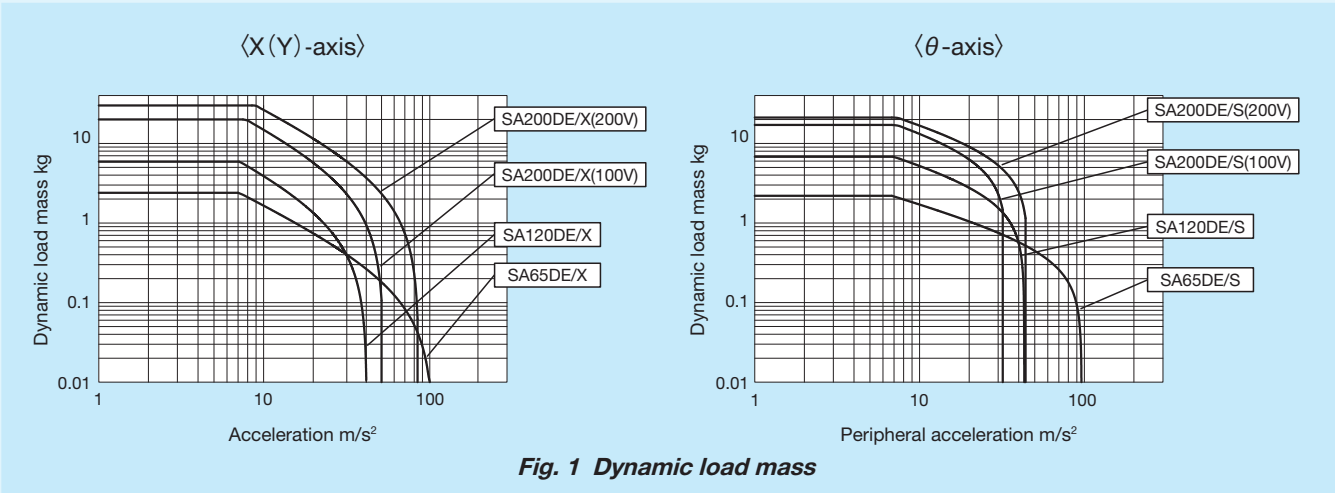 〈X(Y)-axis〉
Dynamic load mass kg
10
1
0.1
0.01
1
10
100
Acceleration m/s²
SA200DE/X(200V)
SA200DE/X(100V)
SA120DE/X
SA65DE/X
〈θ-axis〉
Dynamic load mass kg
10
1
0.1
0.01
1
10
100
Peripheral acceleration m/s²
SA200DE/S(200V)
SA200DE/S(100V)
SA120DE/S
SA65DE/S
Fig. 1 Dynamic load mass